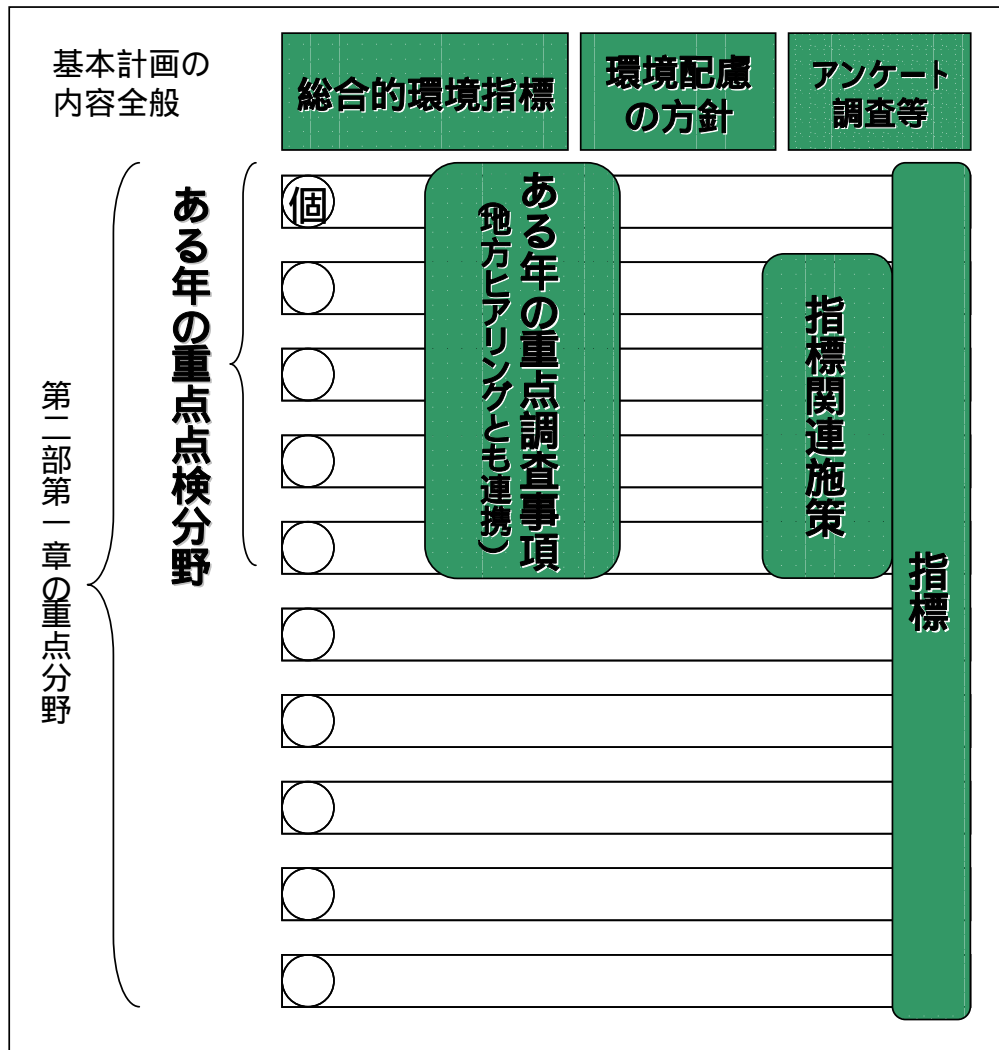 基本計画の
内容全般
総合的環境指標
環境配慮
の方針
アンケート
調査等
第二部第一章の重点分野
ある年の重点点検分野
個
ある年の重点調査事項
（地方ヒアリングとも連携）
指標関連施策
指標